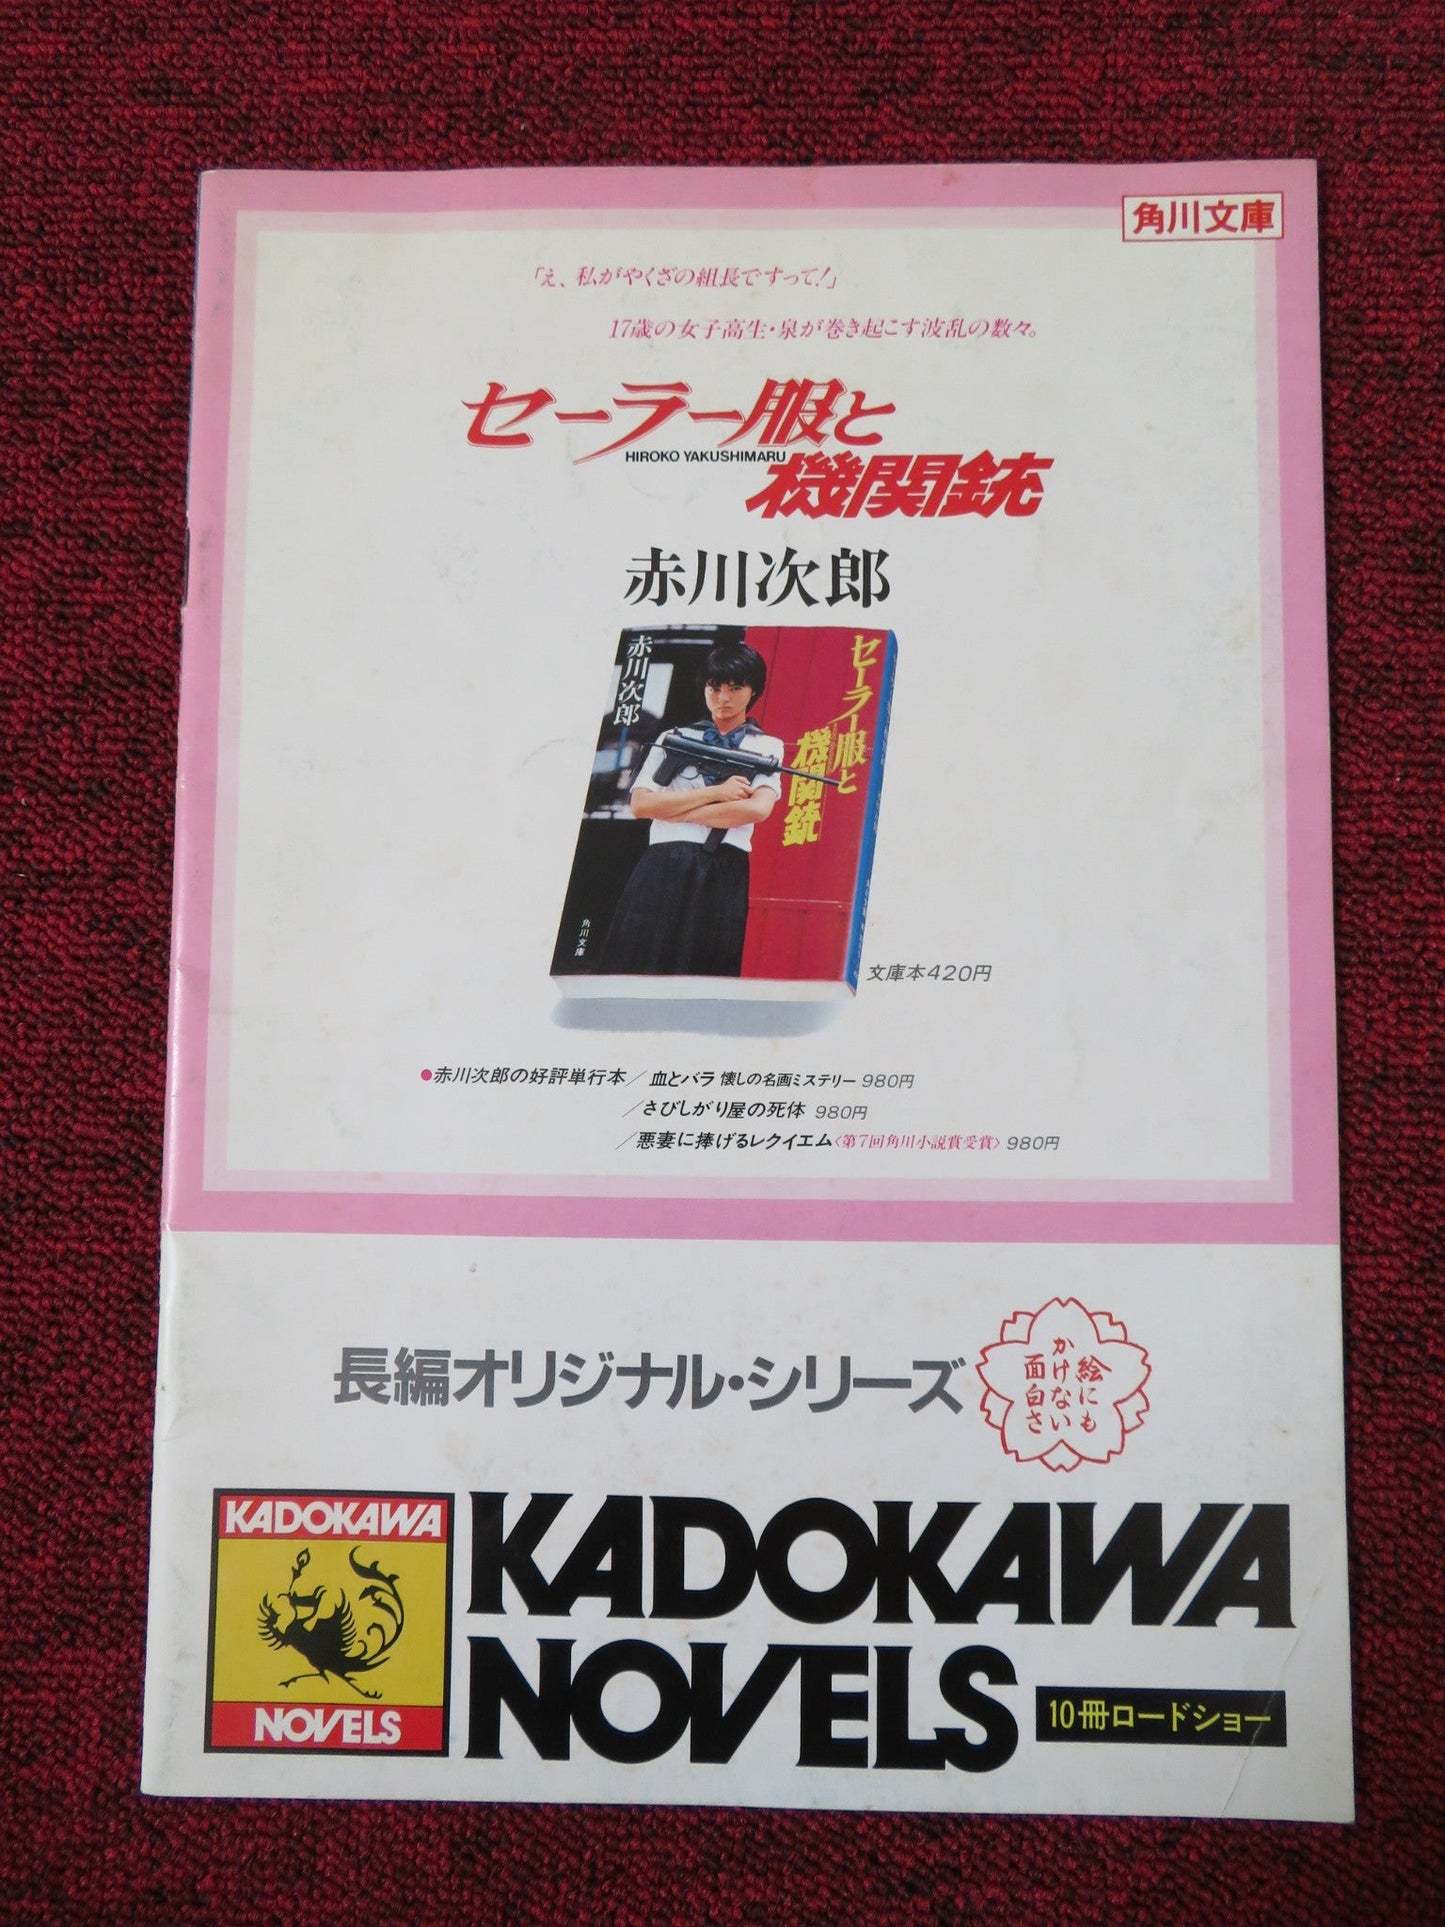 角川文庫
「え、私がやくざの組長ですって!」
17歳の女子高生・泉が巻き起こす波乱の数々。
セーラー服と
HIROKO YAKUSHIMARU
機関銃
赤川次郎
赤川次郎
セーラー服と
機関銃
角川文庫
文庫本420円
●赤川次郎の好評単行本／血とバラ 懐しの名画ミステリー 980円
／さびしがり屋の死体 980円
／悪妻に捧げるレクイエム〈第7回角川小説賞受賞〉980円
長編オリジナル・シリーズ
絵にも
かけない
面白さ
KADOKAWA
NOVELS
KADOKAWA
NOVELS
10冊ロードショー